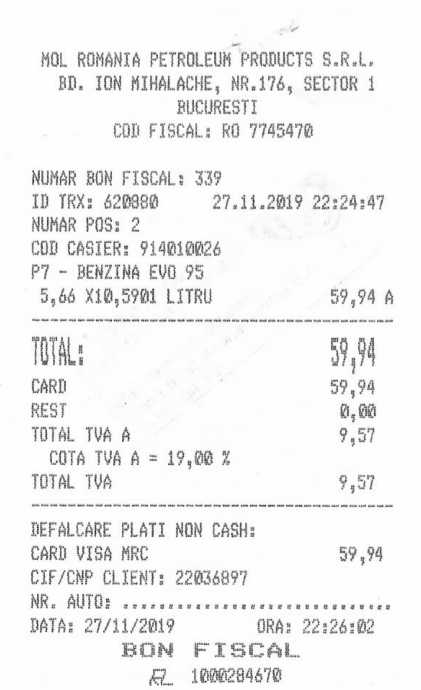 MOL ROMANIA PETROLEUM PRODUCTS S.R.L.
BD. ION MIHALACHE, NR.176, SECTOR 1
BUCURESTI
COD FISCAL: RO 7745470
NUMAR BON FISCAL: 339
ID TRX: 620880 27.11.2019 22:24:47
NUMAR POS: 2
COD CASIER: 914010026
P7 - BENZINA EVO 95
5,66 X10,5901 LITRU 59,94 A
TOTAL: 59,94
CARD 59,94
REST 0,00
TOTAL TVA A 9,57
COTA TVA A = 19,00 %
TOTAL TVA 9,57
DEFALCARE PLATI NON CASH:
CARD VISA MRC 59,94
CIF/CNP CLIENT: 22036897
NR. AUTO: ..............................
DATA: 27/11/2019 ORA: 22:26:02
BON FISCAL
1000284670